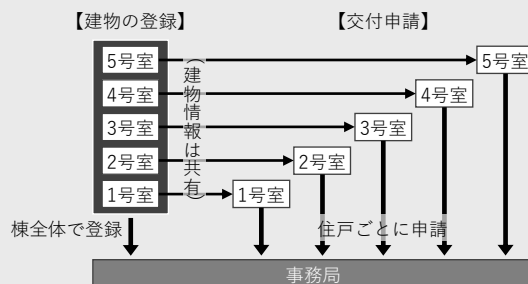 【建物の登録】
【交付申請】
5号室
4号室
3号室
2号室
1号室
（建物情報は共有）
5号室
4号室
3号室
2号室
1号室
棟全体で登録
住戸ごとに申請
事務局